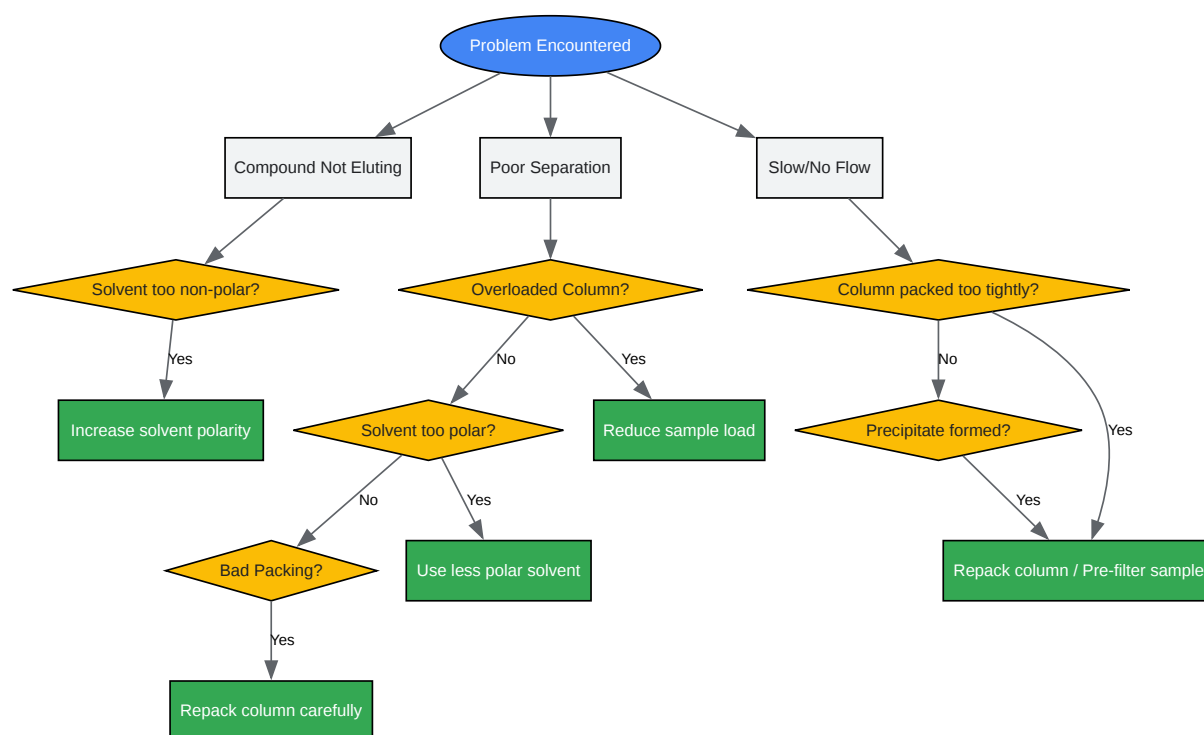 Problem Encountered
Compound Not Eluting
Poor Separation
Slow/No Flow
Solvent too non-polar?
Overloaded Column?
Column packed too tightly?
Yes
No
Yes
No
Increase solvent polarity
Solvent too polar?
Reduce sample load
Precipitate formed?
Yes
No
Yes
Yes
Bad Packing?
Use less polar solvent
Repack column / Pre-filter sample
Yes
Repack column carefully